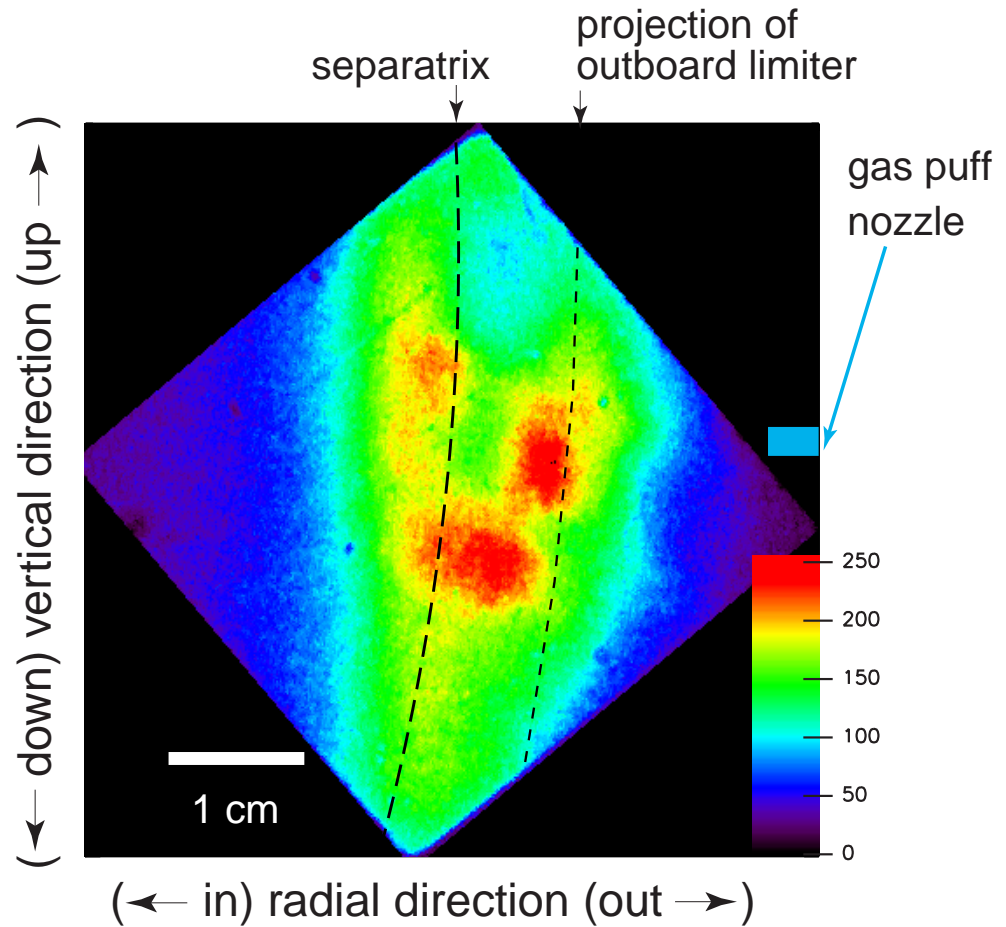 projection of
outboard limiter
separatrix
gas puff
nozzle
(← down) vertical direction (up →)
250
200
150
100
50
0
1 cm
(← in) radial direction (out →)